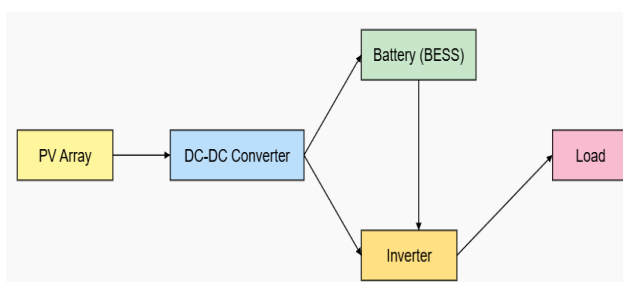 Battery (BESS)
PV Array
DC-DC Converter
Load
Inverter